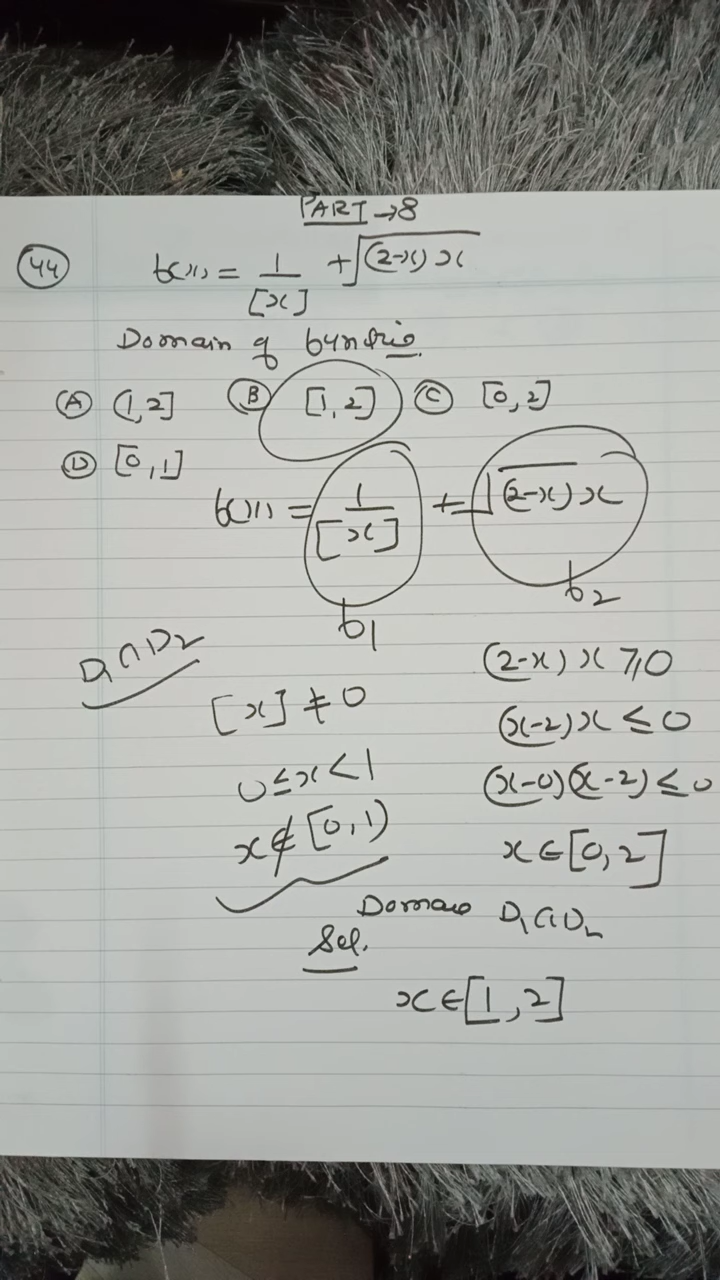 PART → 8
44 f(x) = 1/[x] + √(2-x)x
Domain of function
A (1,2] B [1,2] C [0,2]
D [0,1]
f(x) = 1/[x] + √(2-x)x
f1 f2
D1∩D2
(2-x)x ≥ 0
[x] ≠ 0
(x-2)x ≤ 0
0 ≤ x < 1
(x-0)(x-2) ≤ 0
x ∉ [0,1)
x ∈ [0,2]
Domain D1∩D2
Sol.
x ∈ [1,2]